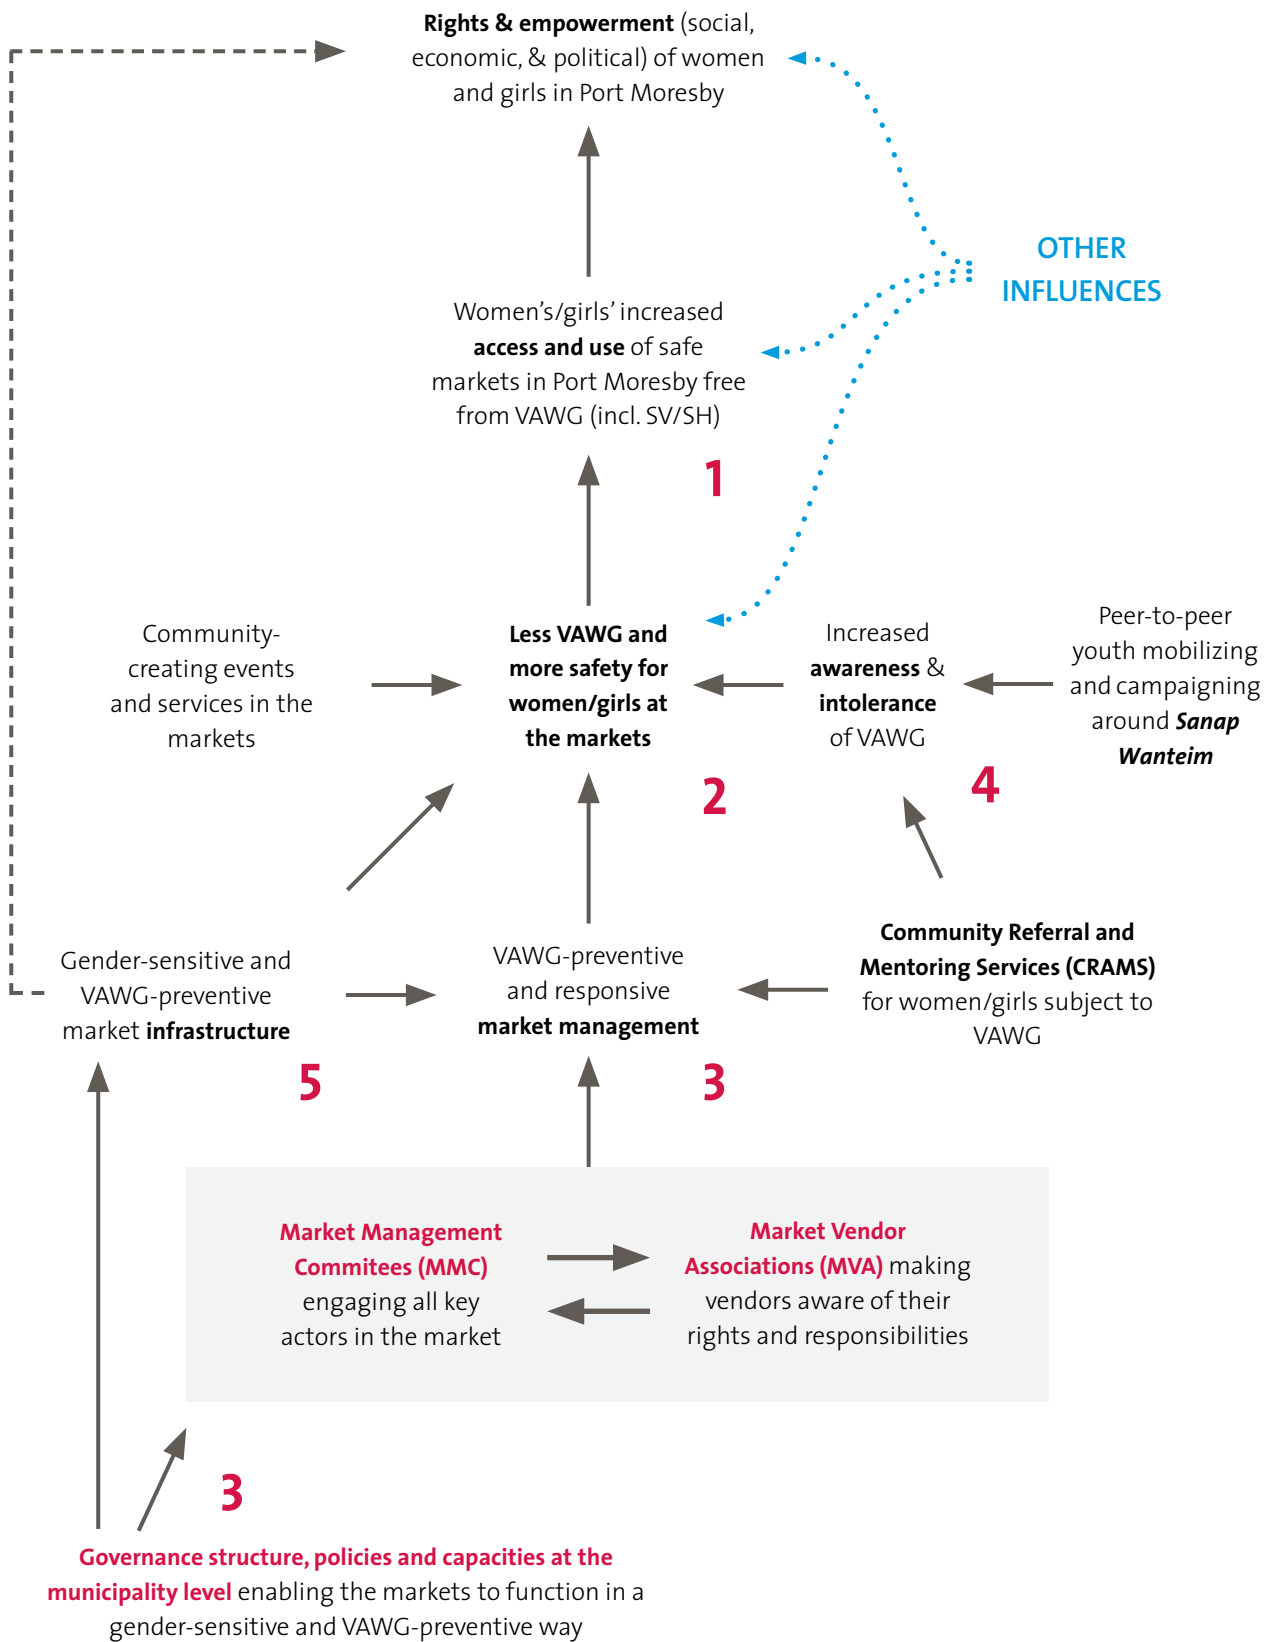 Rights & empowerment (social,
economic, & political) of women
and girls in Port Moresby
OTHER
INFLUENCES
Women's/girls' increased
access and use of safe
markets in Port Moresby free
from VAWG (incl. SV/SH)
1
Community-
creating events
and services in the
markets
Less VAWG and
more safety for
women/girls at
the markets
2
Increased
awareness &
intolerance
of VAWG
Peer-to-peer
youth mobilizing
and campaigning
around Sanap
Wanteim
4
Gender-sensitive and
VAWG-preventive
market infrastructure
5
VAWG-preventive
and responsive
market management
3
Community Referral and
Mentoring Services (CRAMS)
for women/girls subject to
VAWG
Market Management
Commitees (MMC)
engaging all key
actors in the market
Market Vendor
Associations (MVA) making
vendors aware of their
rights and responsibilities
3
Governance structure, policies and capacities at the
municipality level enabling the markets to function in a
gender-sensitive and VAWG-preventive way